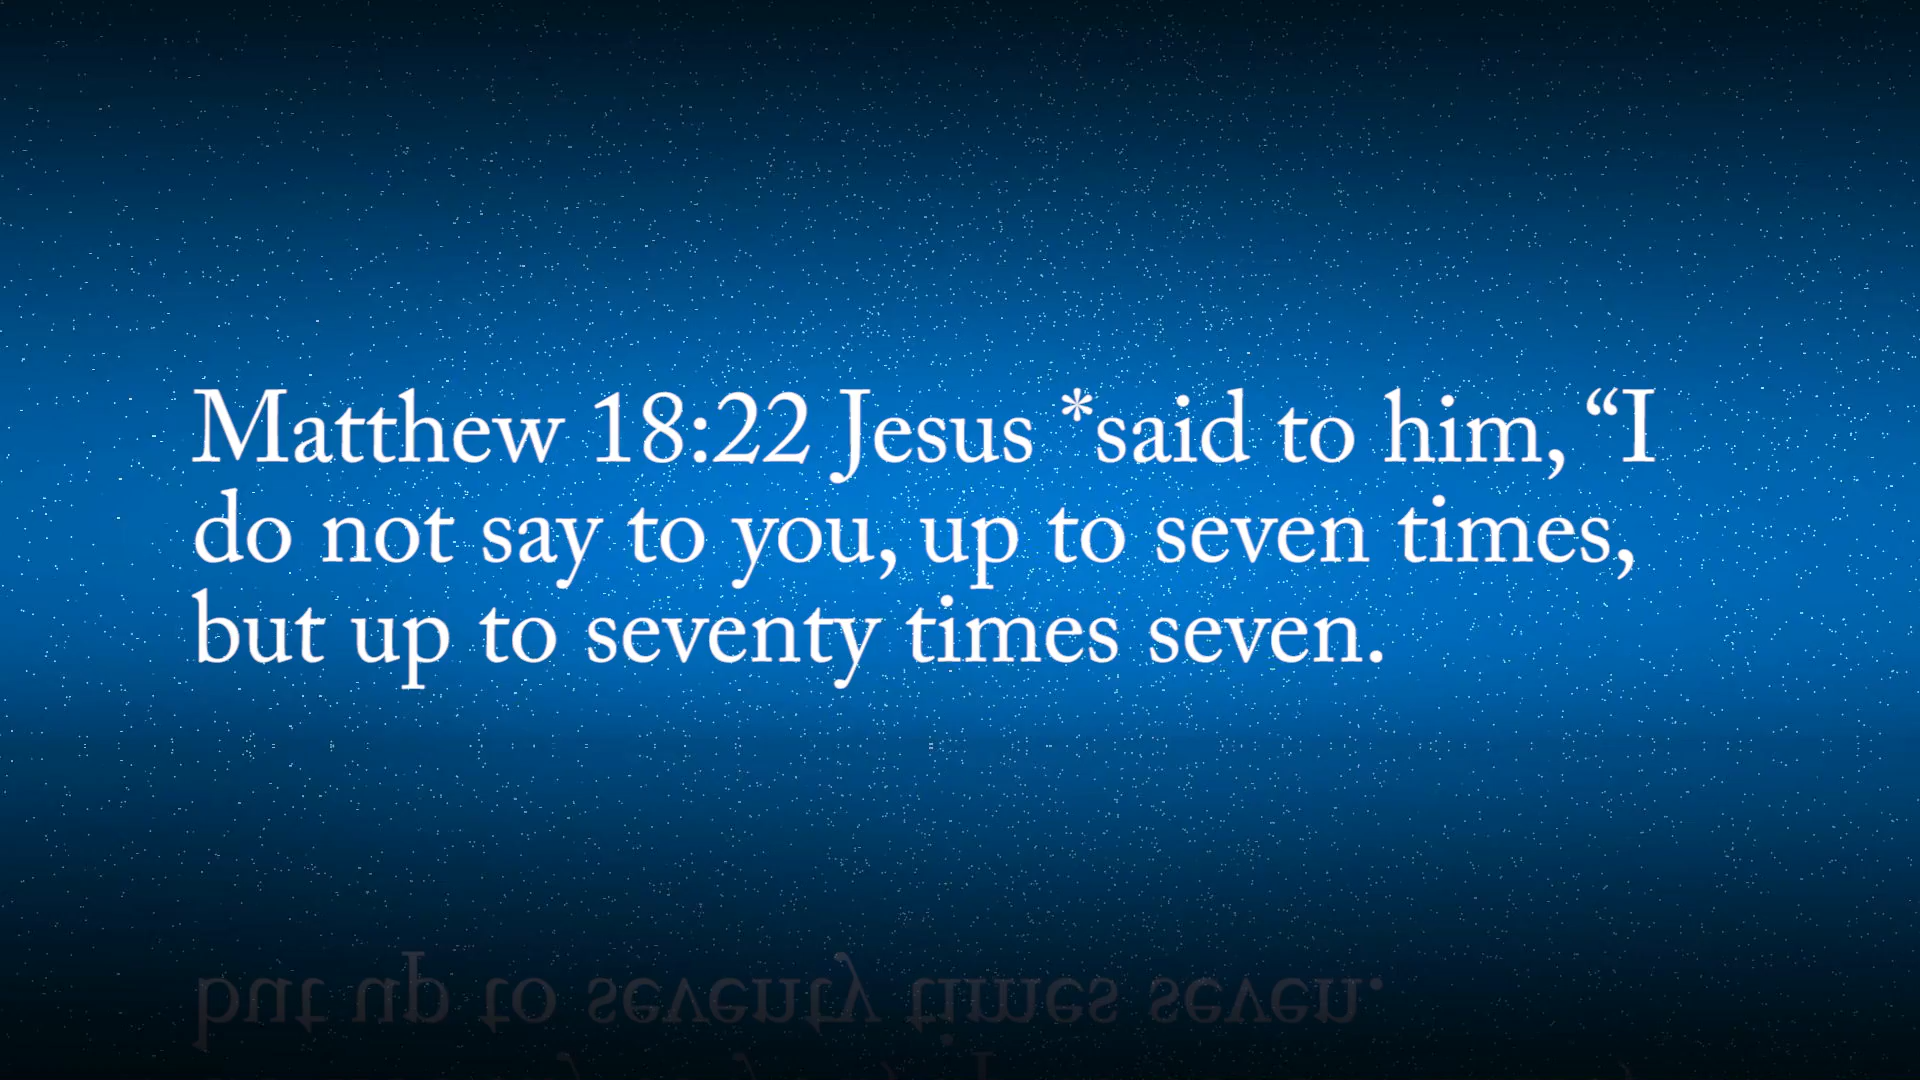 Matthew 18:22 Jesus *said to him, “I
do not say to you, up to seven times,
but up to seventy times seven.